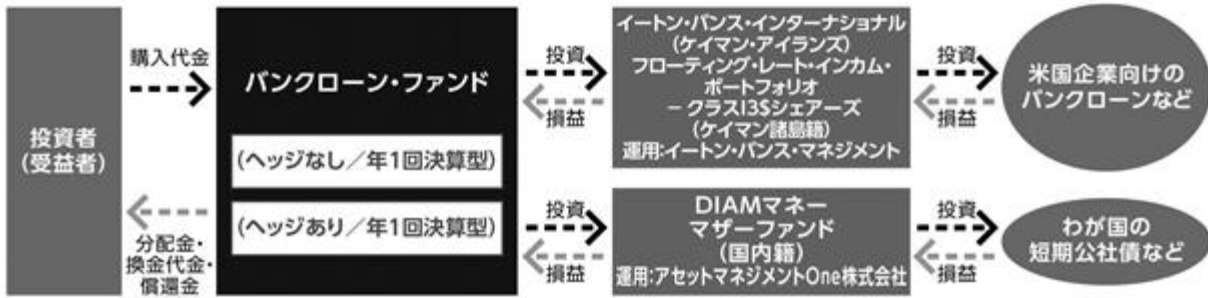 投資者
(受益者)
購入代金
分配金・
換金代金・
償還金
バンクローン・ファンド
(ヘッジなし/年1回決算型)
(ヘッジあり/年1回決算型)
投資
損益
イートン・バンス・インターナショナル
(ケイマン・アイランズ)
フローティング・レート・インカム・
ポートフォリオ
−クラスI3$シェアーズ
(ケイマン諸島籍)
運用:イートン・バンス・マネジメント
投資
損益
米国企業向けの
バンクローンなど
投資
損益
DIAMマネー
マザーファンド
(国内籍)
運用:アセットマネジメントOne株式会社
投資
損益
わが国の
短期公社債など